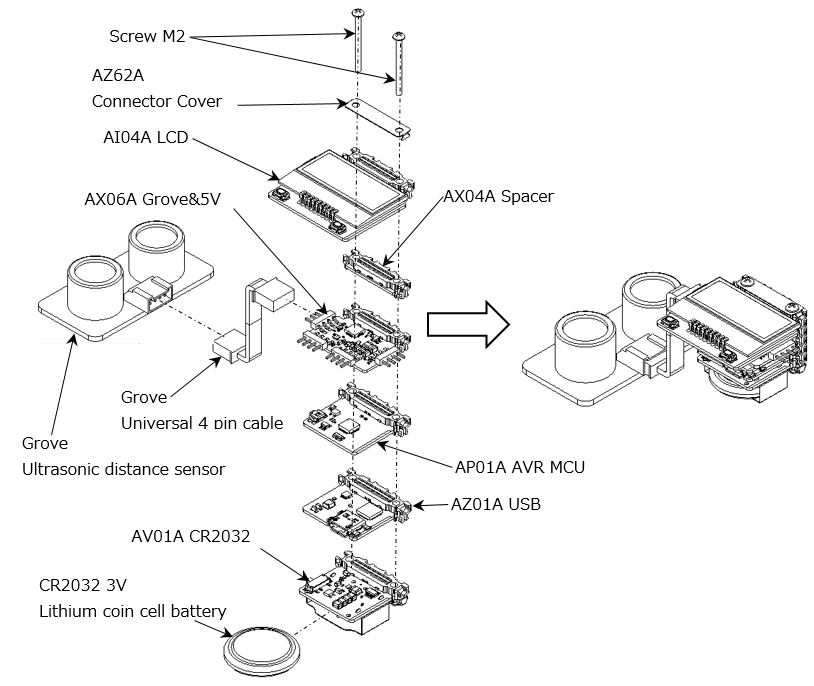 Screw M2
AZ62A
Connector Cover
AI04A LCD
AX06A Grove&5V
AX04A Spacer
Grove
Universal 4 pin cable
Grove
Ultrasonic distance sensor
AP01A AVR MCU
AZ01A USB
AV01A CR2032
CR2032 3V
Lithium coin cell battery